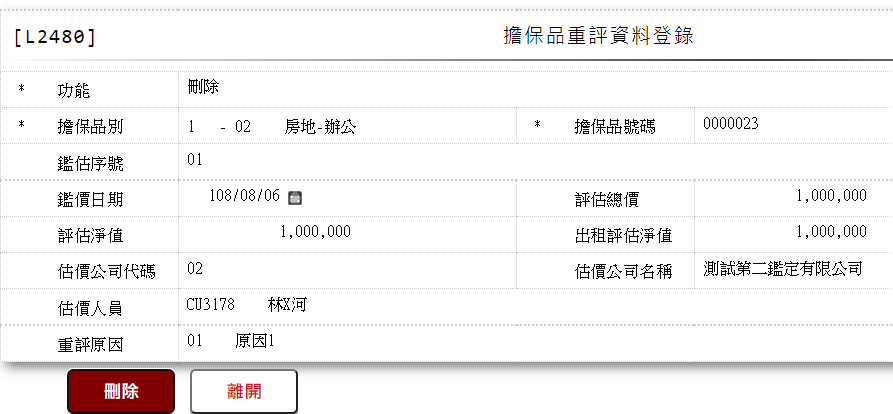 [L2480] 擔保品重評資料登錄
* 功能 刪除
* 擔保品別 1 - 02 房地-辦公 * 擔保品號碼 0000023
鑑估序號 01
鑑價日期 108/08/06 評估總價 1,000,000
評估淨值 1,000,000 出租評估淨值 1,000,000
估價公司代碼 02 估價公司名稱 測試第二鑑定有限公司
估價人員 CU3178 林X河
重評原因 01 原因1
刪除 離開